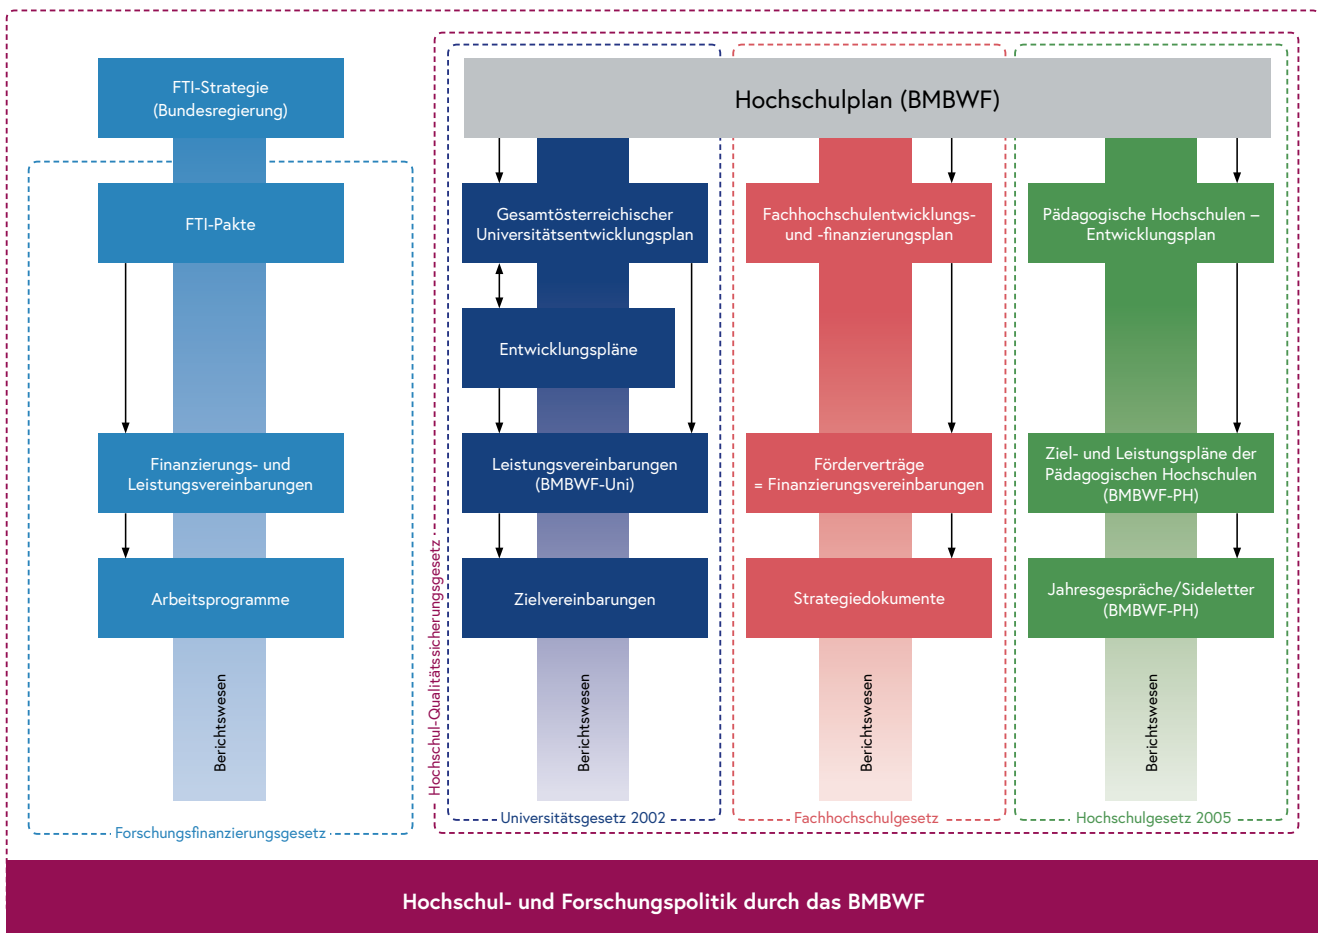 FTI-Strategie
(Bundesregierung)
FTI-Pakte
Finanzierungs- und
Leistungsvereinbarungen
Arbeitsprogramme
Berichtswesen
Forschungsfinanzierungsgesetz
Hochschul-Qualitätssicherungsgesetz
Hochschulplan (BMBWF)
Gesamtösterreichischer
Universitätsentwicklungsplan
Entwicklungspläne
Leistungsvereinbarungen
(BMBWF-Uni)
Zielvereinbarungen
Berichtswesen
Universitätsgesetz 2002
Fachhochschulentwicklungs-
und -finanzierungsplan
Förderverträge
= Finanzierungsvereinbarungen
Strategiedokumente
Berichtswesen
Fachhochschulgesetz
Pädagogische Hochschulen –
Entwicklungsplan
Ziel- und Leistungspläne der
Pädagogischen Hochschulen
(BMBWF-PH)
Jahresgespräche/Sideletter
(BMBWF-PH)
Berichtswesen
Hochschulgesetz 2005
Hochschul- und Forschungspolitik durch das BMBWF